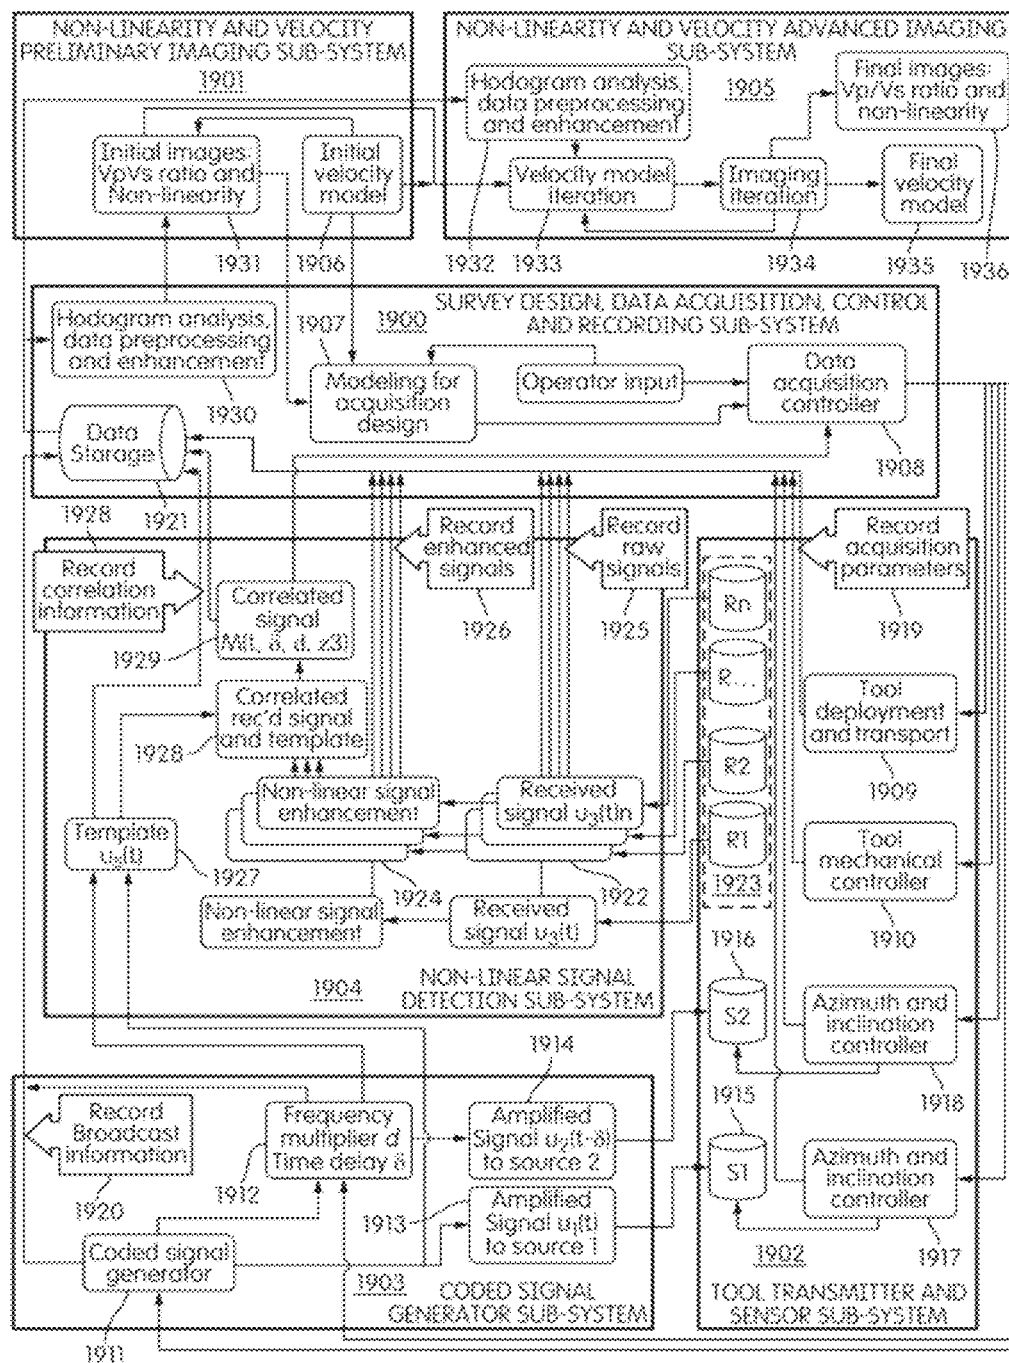 NON-LINEARITY AND VELOCITY
PRELIMINARY IMAGING SUB-SYSTEM
1901
Initial images:
VpVs ratio and
Non-linearity
Initial
velocity
model
1931
1906
NON-LINEARITY AND VELOCITY ADVANCED IMAGING
SUB-SYSTEM
Hodogram analysis,
data preprocessing
and enhancement
1905
Final images:
Vp/Vs ratio and
non-linearity
Velocity model
iteration
Imaging
iteration
Final
velocity
model
1932
1933
1934
1935
1936
SURVEY DESIGN, DATA ACQUISITION, CONTROL
AND RECORDING SUB-SYSTEM
1900
1907
Hodogram analysis,
data preprocessing
and enhancement
1930
Modeling for
acquisition
design
Operator input
Data
acquisition
controller
1908
Data
Storage
1921
1928
Record
correlation
information
Record
enhanced
signals
1926
Record
raw
signals
1925
Record
acquisition
parameters
1919
Correlated
signal
M(t, δ, d, z3)
1929
Correlated
rec'd signal
and template
1928
Non-linear signal
enhancement
Received
signal u3(t)n
Template
us(t)
1927
1924
1922
Non-linear signal
enhancement
Received
signal u3(t)
1904
NON-LINEAR SIGNAL
DETECTION SUB-SYSTEM
Rn
R...
R2
R1
1923
Tool
deployment
and transport
1909
Tool
mechanical
controller
1910
1916
S2
Azimuth and
inclination
controller
1918
1915
S1
Azimuth and
inclination
controller
1917
1902
TOOL TRANSMITTER AND
SENSOR SUB-SYSTEM
1914
Record
Broadcast
information
1920
Frequency
multiplier d
Time delay δ
1912
Amplified
Signal u2(t-δ)
to source 2
1913
Amplified
Signal u1(t)
to source 1
Coded signal
generator
1911
1903
CODED SIGNAL
GENERATOR SUB-SYSTEM